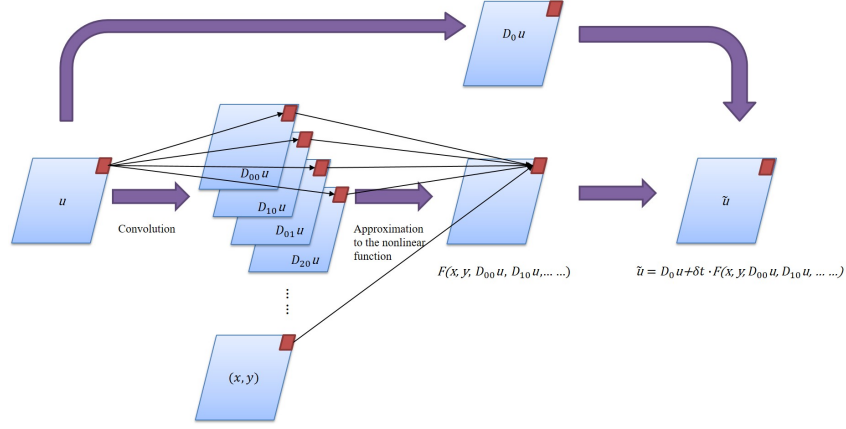 D₀u
u
D₀₀u
D₁₀u
D₀₁u
D₂₀u
(x, y)
Convolution
Approximation
to the nonlinear
function
F(x, y, D₀₀u, D₁₀u,… …)
ũ
ũ = D₀u+δt · F(x, y, D₀₀u, D₁₀u, … …)